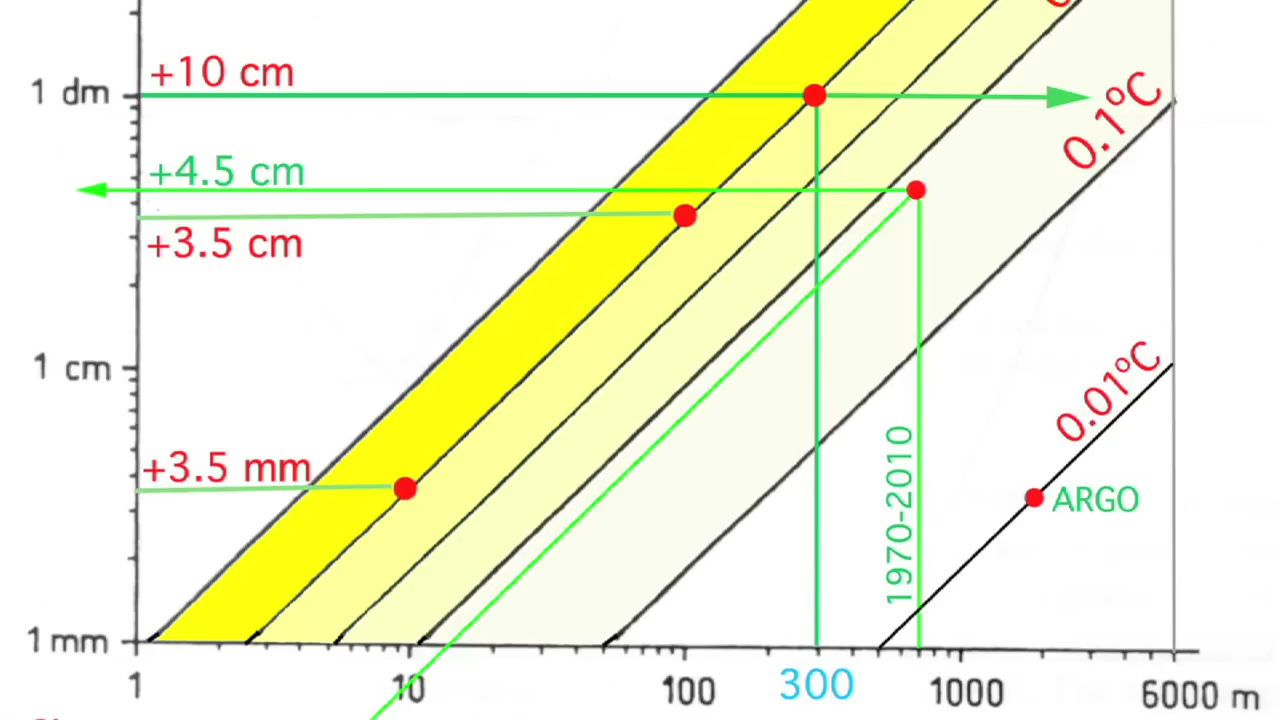 +10 cm
1 dm
0.1°C
+4.5 cm
+3.5 cm
1 cm
0.01°C
+3.5 mm
1970-2010
ARGO
1 mm
1
10
100
300
1000
6000 m